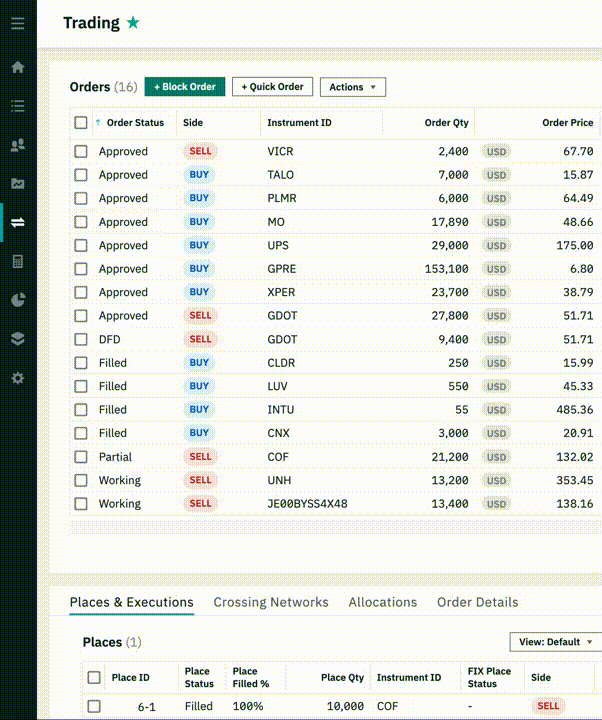 Trading
Orders (16) + Block Order + Quick Order Actions
Order Status Side Instrument ID Order Qty Order Price
Approved SELL VICR 2,400 USD 67.70
Approved BUY TALO 7,000 USD 15.87
Approved BUY PLMR 6,000 USD 64.49
Approved BUY MO 17,890 USD 48.66
Approved BUY UPS 29,000 USD 175.00
Approved BUY GPRE 153,100 USD 6.80
Approved BUY XPER 23,700 USD 38.79
Approved SELL GDOT 27,800 USD 51.71
DFD SELL GDOT 9,400 USD 51.71
Filled BUY CLDR 250 USD 15.99
Filled BUY LUV 550 USD 45.33
Filled BUY INTU 55 USD 485.36
Filled BUY CNX 3,000 USD 20.91
Partial SELL COF 21,200 USD 132.02
Working SELL UNH 13,200 USD 353.45
Working SELL JE00BYSS4X48 13,400 USD 138.16
Places & Executions Crossing Networks Allocations Order Details
Places (1) View: Default
Place ID Place Status Place Filled % Place Qty Instrument ID FIX Place Status Side
6-1 Filled 100% 10,000 COF - SELL